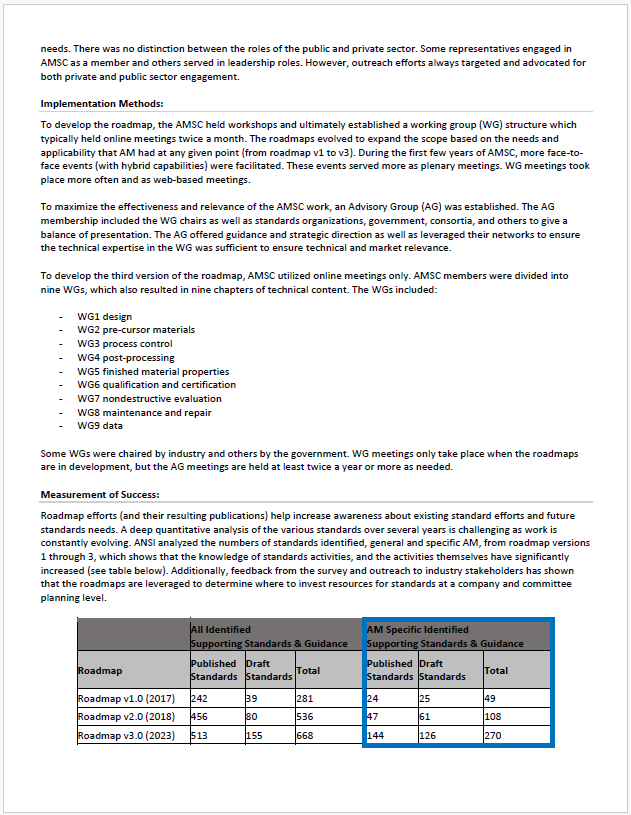 needs. There was no distinction between the roles of the public and private sector. Some representatives engaged in
AMSC as a member and others served in leadership roles. However, outreach efforts always targeted and advocated for
both private and public sector engagement.
Implementation Methods:
To develop the roadmap, the AMSC held workshops and ultimately established a working group (WG) structure which
typically held online meetings twice a month. The roadmaps evolved to expand the scope based on the needs and
applicability that AM had at any given point (from roadmap v1 to v3). During the first few years of AMSC, more face-to-
face events (with hybrid capabilities) were facilitated. These events served more as plenary meetings. WG meetings took
place more often and as web-based meetings.
To maximize the effectiveness and relevance of the AMSC work, an Advisory Group (AG) was established. The AG
membership included the WG chairs as well as standards organizations, government, consortia, and others to give a
balance of presentation. The AG offered guidance and strategic direction as well as leveraged their networks to ensure
the technical expertise in the WG was sufficient to ensure technical and market relevance.
To develop the third version of the roadmap, AMSC utilized online meetings only. AMSC members were divided into
nine WGs, which also resulted in nine chapters of technical content. The WGs included:
- WG1 design
- WG2 pre-cursor materials
- WG3 process control
- WG4 post-processing
- WG5 finished material properties
- WG6 qualification and certification
- WG7 nondestructive evaluation
- WG8 maintenance and repair
- WG9 data
Some WGs were chaired by industry and others by the government. WG meetings only take place when the roadmaps
are in development, but the AG meetings are held at least twice a year or more as needed.
Measurement of Success:
Roadmap efforts (and their resulting publications) help increase awareness about existing standard efforts and future
standards needs. A deep quantitative analysis of the various standards over several years is challenging as work is
constantly evolving. ANSI analyzed the numbers of standards identified, general and specific AM, from roadmap versions
1 through 3, which shows that the knowledge of standards activities, and the activities themselves have significantly
increased (see table below). Additionally, feedback from the survey and outreach to industry stakeholders has shown
that the roadmaps are leveraged to determine where to invest resources for standards at a company and committee
planning level.
All Identified AM Specific Identified
Supporting Standards & Guidance Supporting Standards & Guidance
Roadmap Published Standards Draft Standards Total Published Standards Draft Standards Total
Roadmap v1.0 (2017) 242 39 281 24 25 49
Roadmap v2.0 (2018) 456 80 536 47 61 108
Roadmap v3.0 (2023) 513 155 668 144 126 270